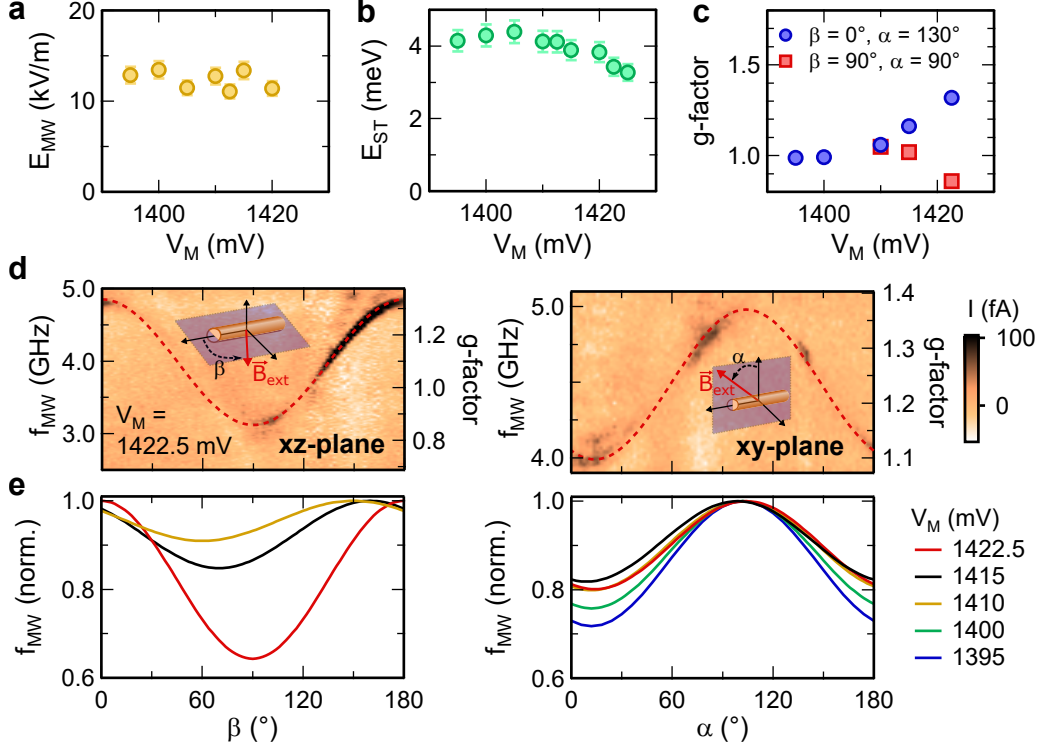 a
E_MW (kV/m)
20
10
0
1400
1420
V_M (mV)
b
E_ST (meV)
6
4
2
0
1400
1420
V_M (mV)
c
g-factor
1.5
1.0
β = 0°, α = 130°
β = 90°, α = 90°
1400
1420
V_M (mV)
d
f_MW (GHz)
5.0
4.0
3.0
β
B_ext
V_M =
1422.5 mV
xz-plane
1.2
1.0
0.8
g-factor
f_MW (GHz)
5.0
4.5
4.0
α
B_ext
xy-plane
1.4
1.3
1.2
1.1
g-factor
I (fA)
100
0
e
f_MW (norm.)
1.0
0.8
0.6
0
60
120
180
β (°)
f_MW (norm.)
1.0
0.8
0.6
0
60
120
180
α (°)
V_M (mV)
1422.5
1415
1410
1400
1395